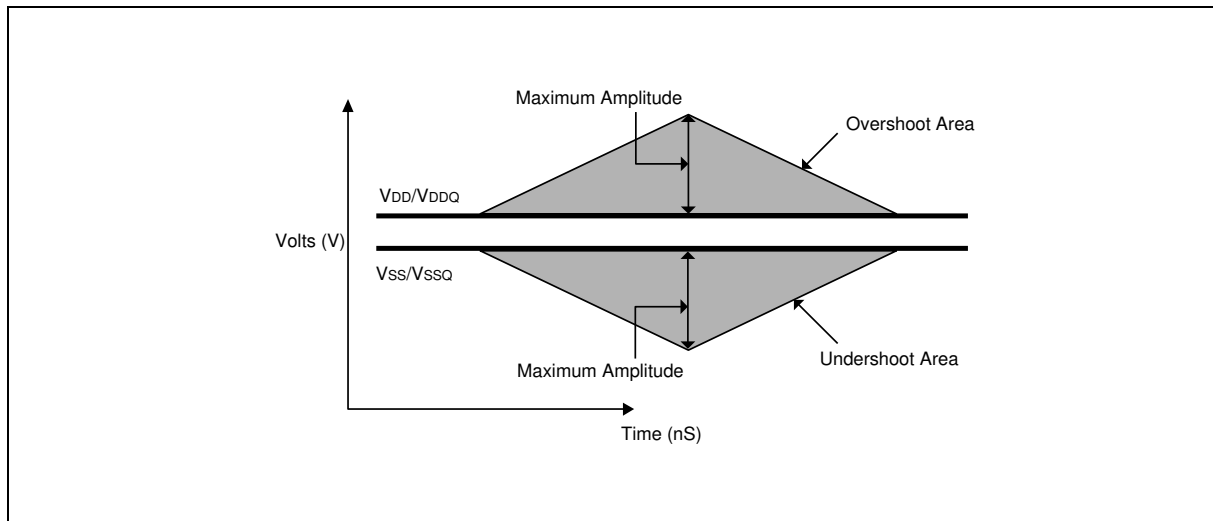 Maximum Amplitude
Overshoot Area
VDD/VDDQ
Volts (V)
VSS/VSSQ
Undershoot Area
Maximum Amplitude
Time (nS)